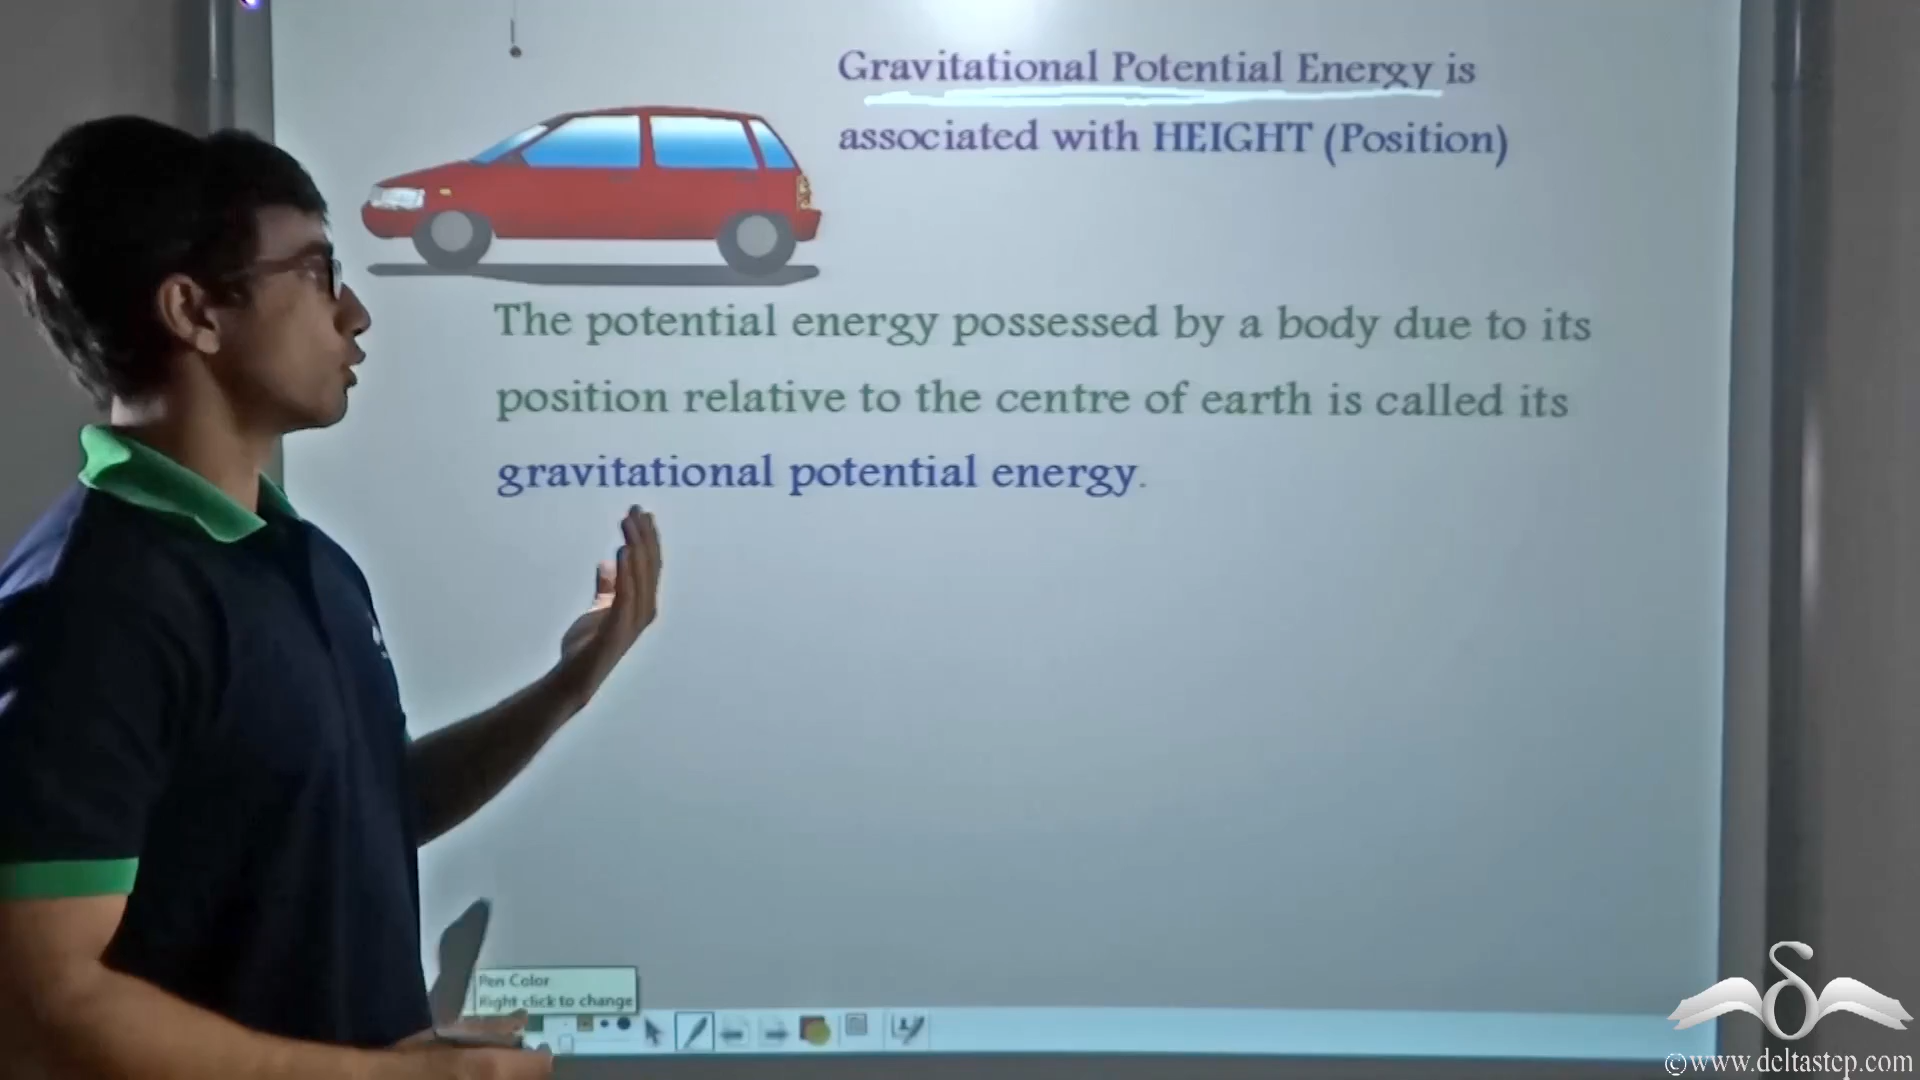 Gravitational Potential Energy is
associated with HEIGHT (Position)
The potential energy possessed by a body due to its
position relative to the centre of earth is called its
gravitational potential energy.
Pen Color
Right click to change
©www.deltastep.com